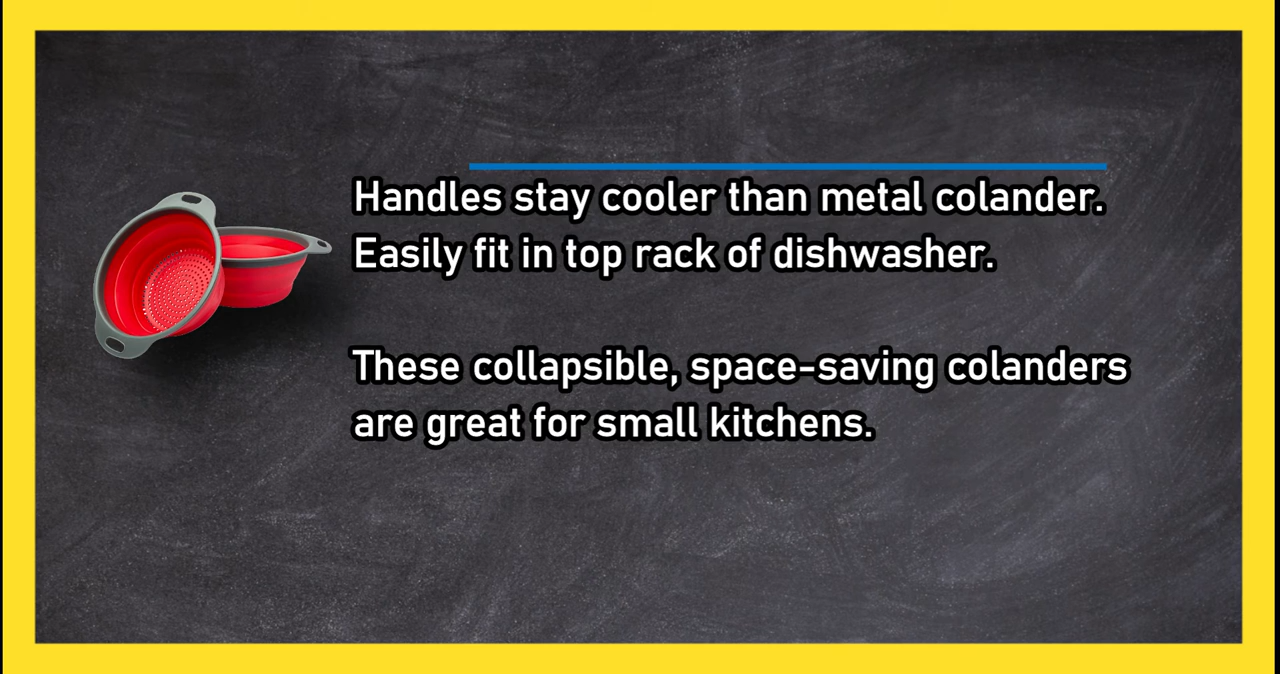 Handles stay cooler than metal colander.
Easily fit in top rack of dishwasher.
These collapsible, space-saving colanders
are great for small kitchens.